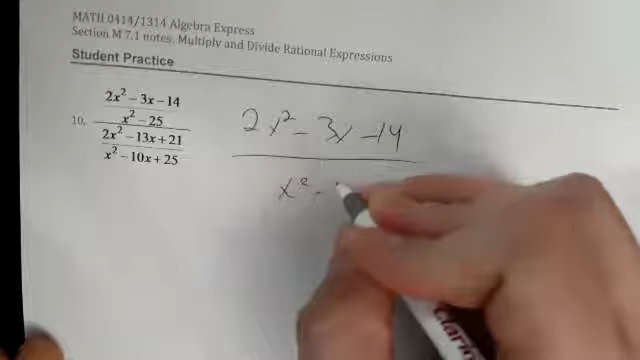 MATH 0414/1314 Algebra Express
Section M 7.1 notes, Multiply and Divide Rational Expressions
Student Practice
10.
2x² – 3x – 14
x² – 25
2x² – 13x + 21
x² – 10x + 25
2x² – 3x – 14
x² –